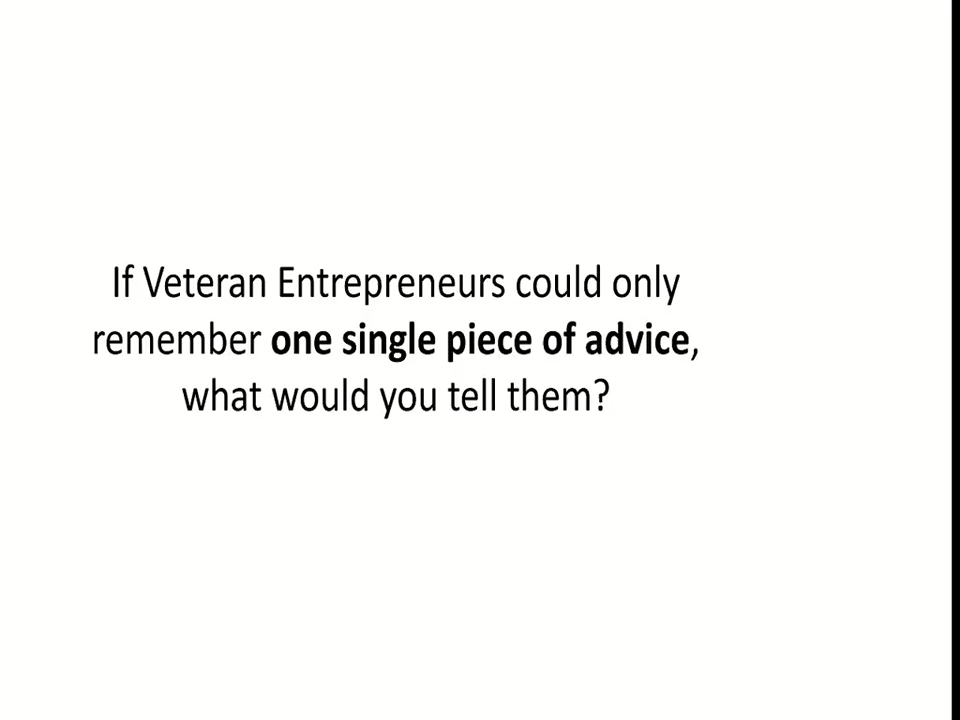 If Veteran Entrepreneurs could only
remember one single piece of advice,
what would you tell them?